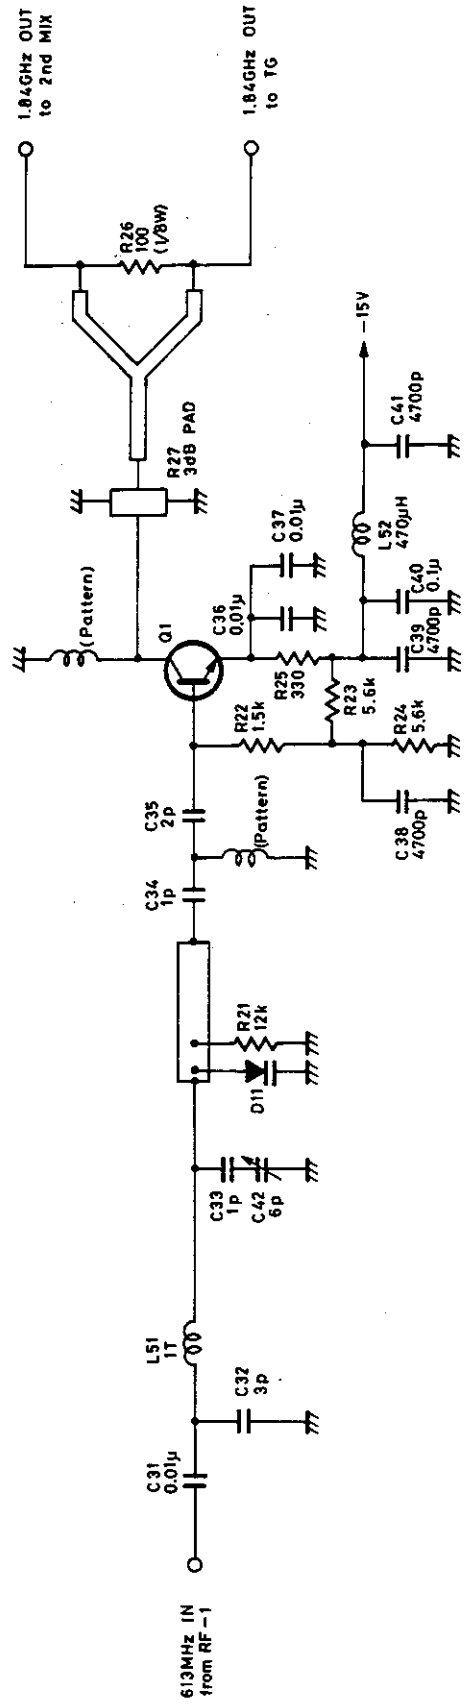 613MHz IN
from RF-1
C31
0.01μ
C32
3p
L51
1T
C33
1p
C42
6p
D11
R21
12k
C34
1p
C35
2p
(Pattern)
R22
1.5k
C38
4700p
R24
5.6k
R23
5.6k
R25
330
C36
0.01μ
C37
0.01μ
Q1
(Pattern)
C39
4700p
C40
0.1μ
L52
470μH
C41
4700p
-15V
R27
3dB PAD
R26
100
(1/8W)
1.84GHz OUT
to 2nd MIX
1.84GHz OUT
to TG